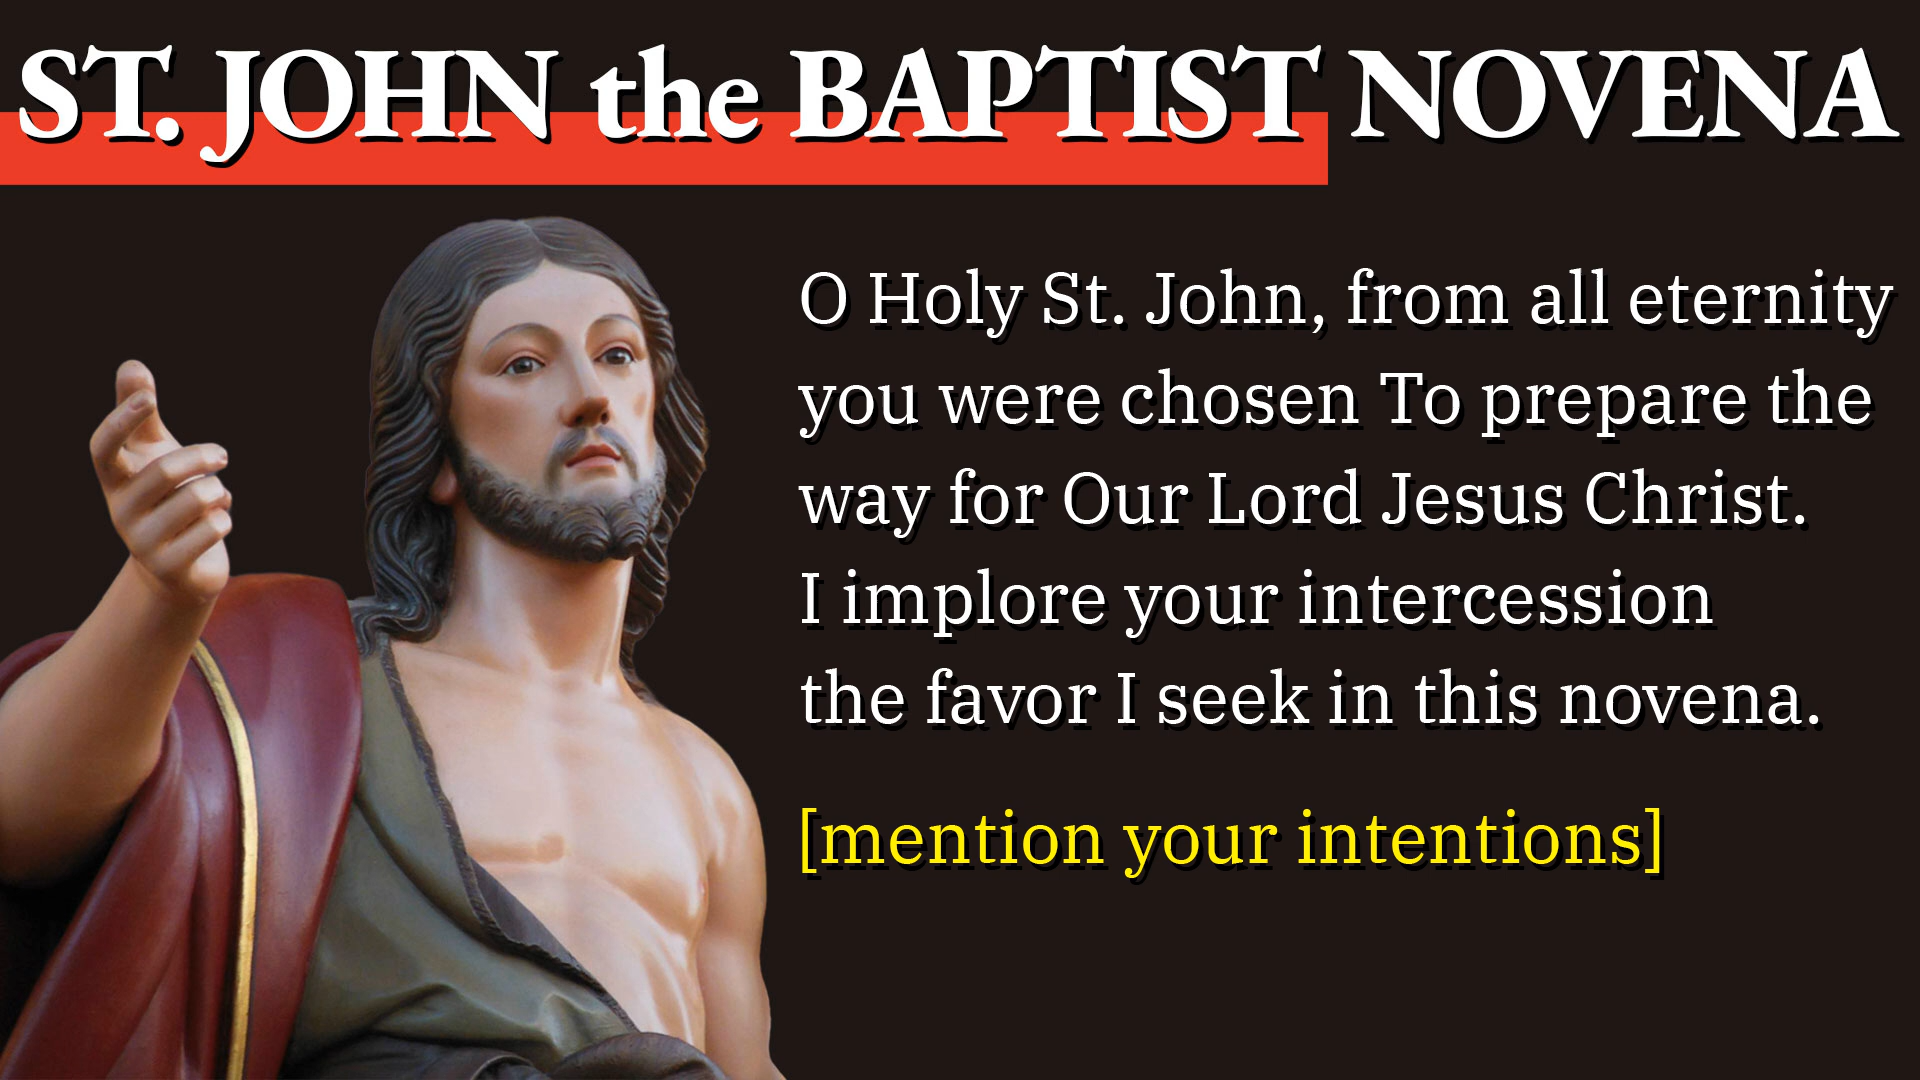 ST. JOHN the BAPTIST NOVENA
O Holy St. John, from all eternity
you were chosen To prepare the
way for Our Lord Jesus Christ.
I implore your intercession
the favor I seek in this novena.
[mention your intentions]